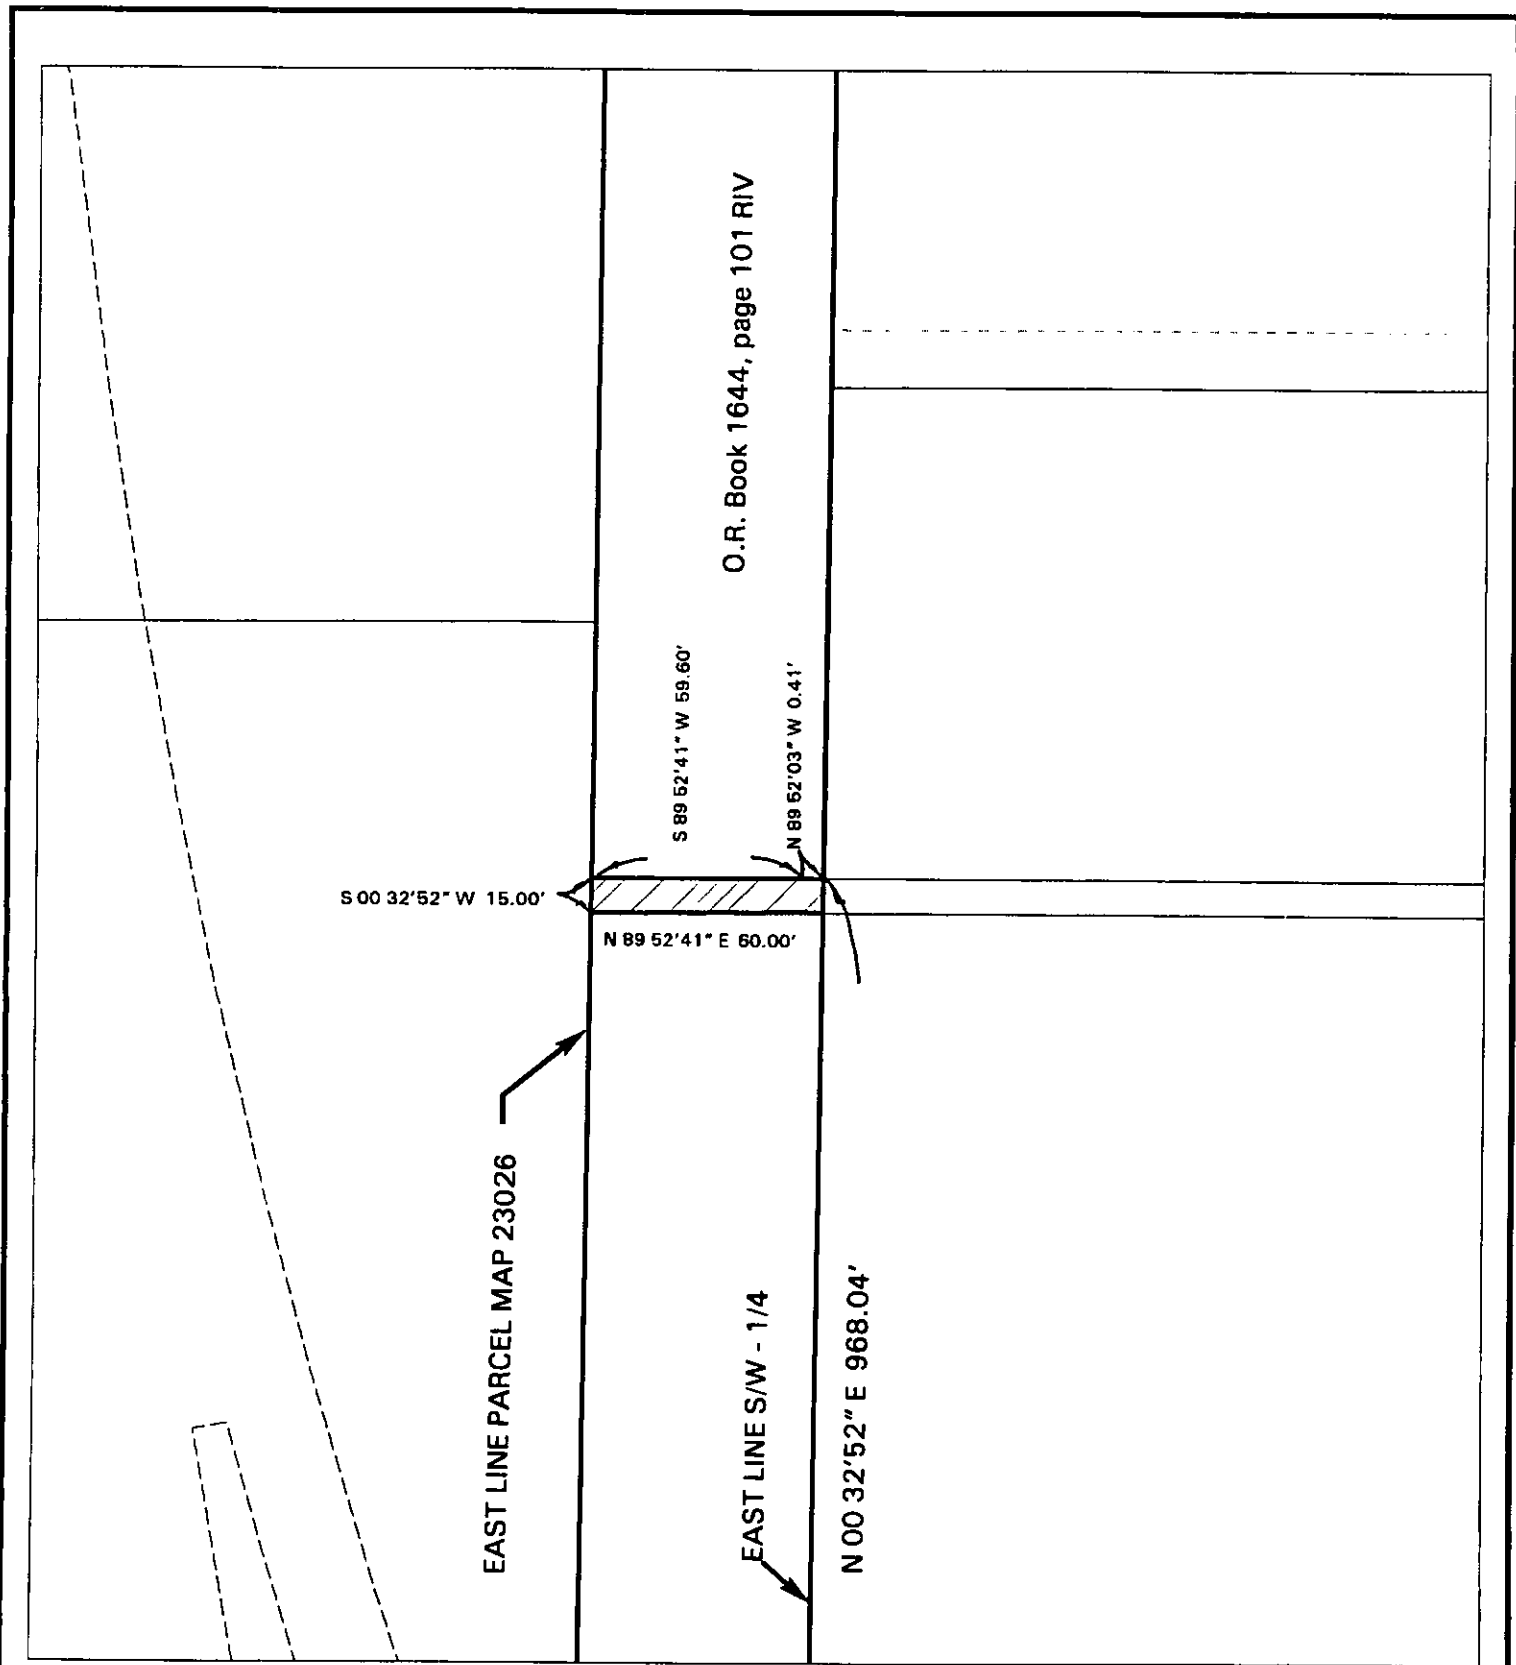 O.R. Book 1644, page 101 RIV
S 89 52'41" W 59.60'
N 89 52'03" W 0.41'
S 00 32'52" W 15.00'
N 89 52'41" E 60.00'
EAST LINE PARCEL MAP 23026
EAST LINE S/W - 1/4
N 00 32'52" E 968.04'